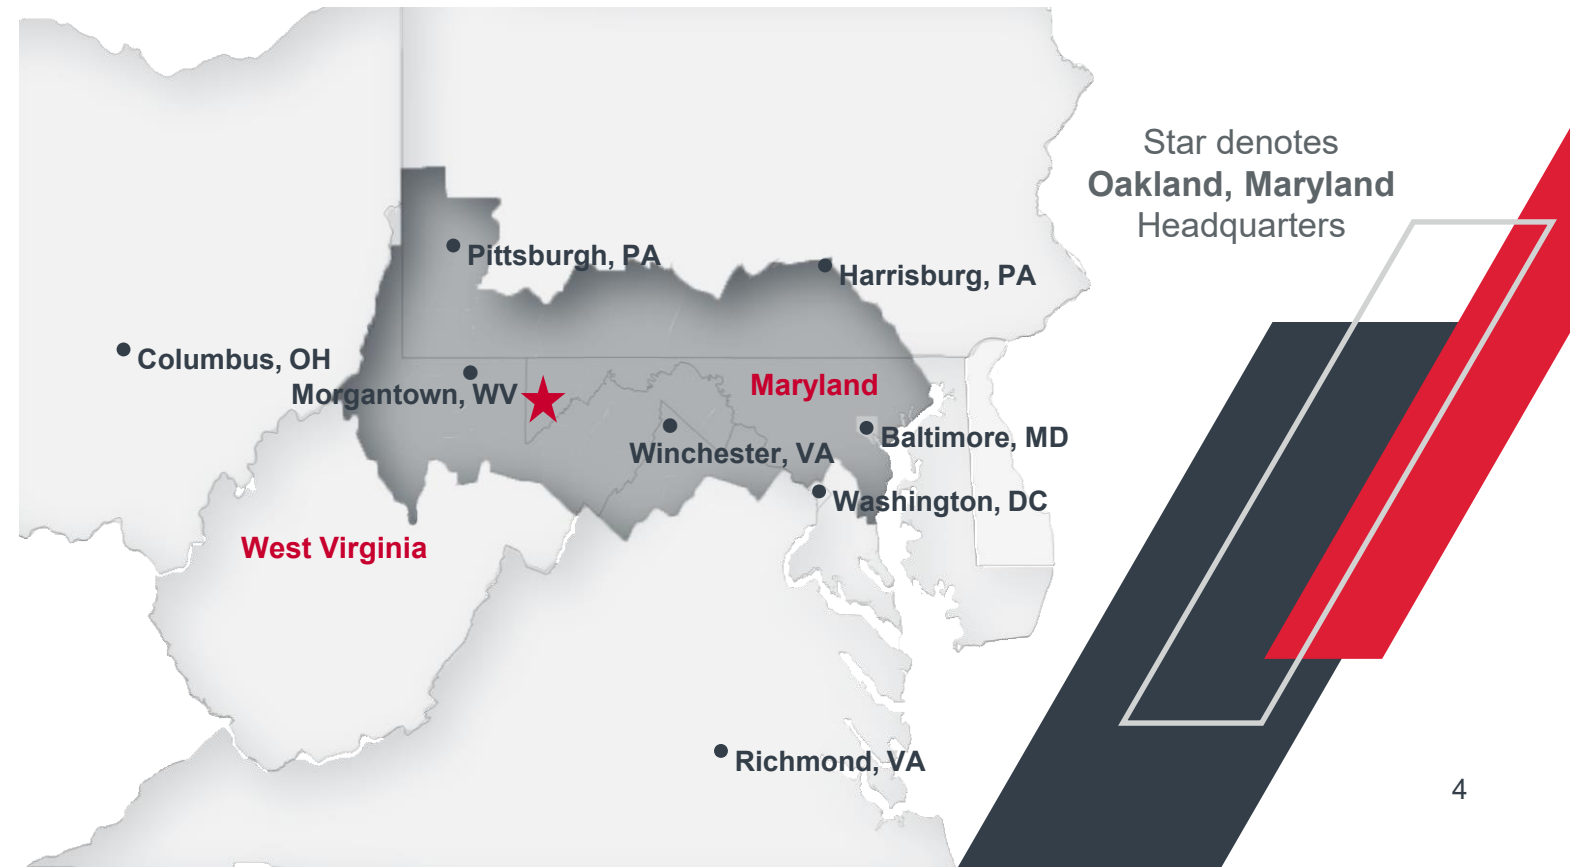 Star denotes
Oakland, Maryland
Headquarters
Pittsburgh, PA
Harrisburg, PA
Columbus, OH
Morgantown, WV
Maryland
Winchester, VA
Baltimore, MD
Washington, DC
West Virginia
Richmond, VA
4